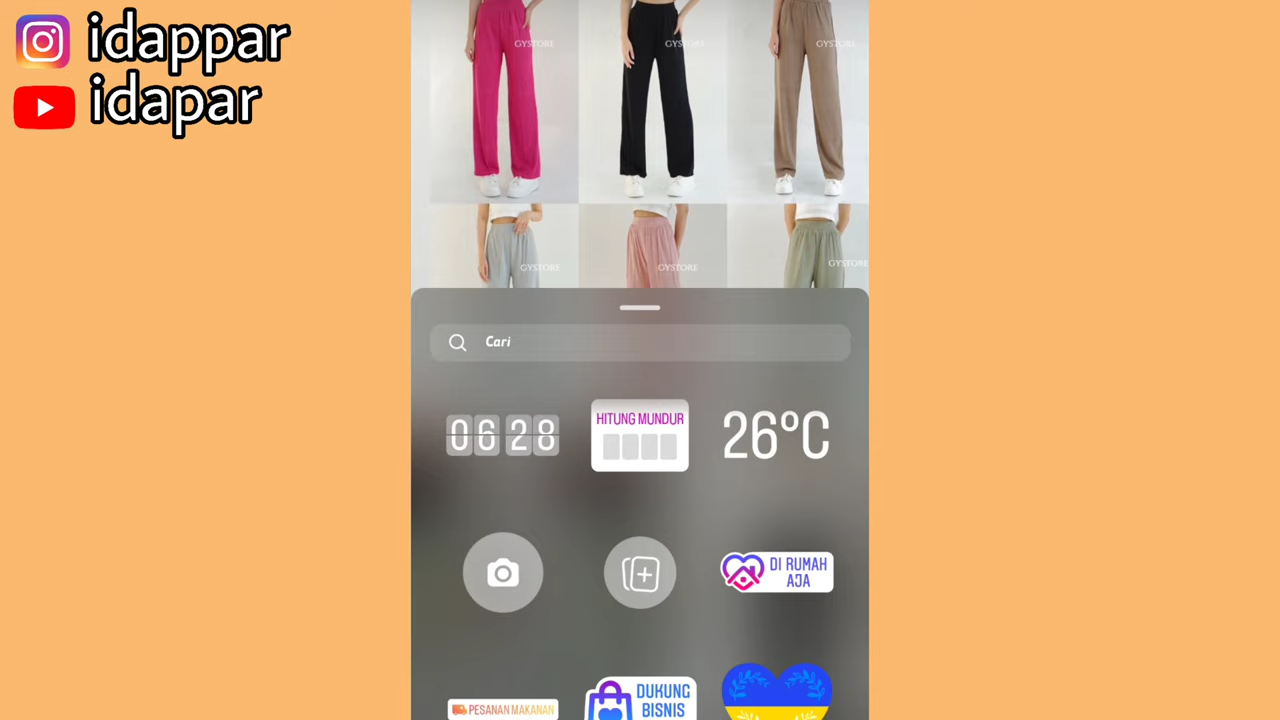 idappar
idapar
GYSTORE GYSTORE GYSTORE
GYSTORE GYSTORE GYSTORE
Cari
06 28
HITUNG MUNDUR
26°C
DI RUMAH
AJA
PESANAN MAKANAN
DUKUNG
BISNIS